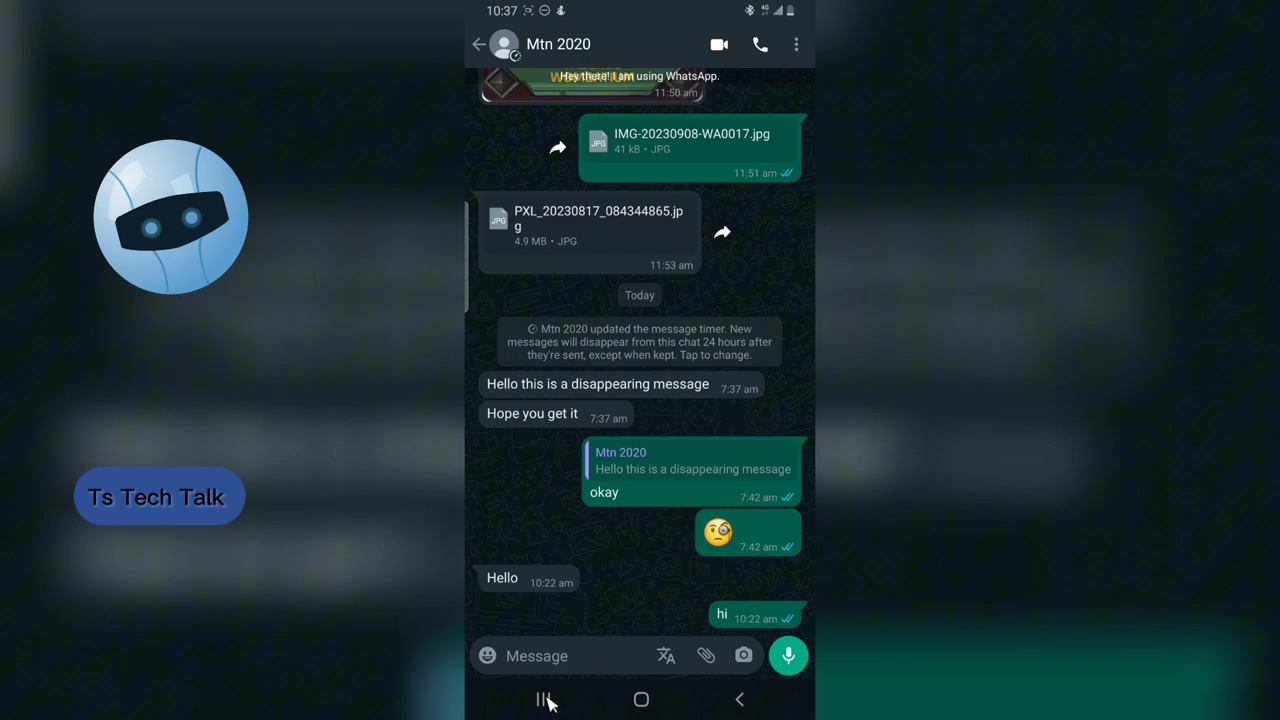 10:37
4G
Mtn 2020
Hey there! I am using WhatsApp.
11:50 am
IMG-20230908-WA0017.jpg
JPG
41 kB • JPG
11:51 am
PXL_20230817_084344865.jp
g
JPG
4.9 MB • JPG
11:53 am
Today
Mtn 2020 updated the message timer. New
messages will disappear from this chat 24 hours after
they're sent, except when kept. Tap to change.
Hello this is a disappearing message 7:37 am
Hope you get it 7:37 am
Mtn 2020
Hello this is a disappearing message
okay 7:42 am
7:42 am
Hello 10:22 am
hi 10:22 am
Message
Ts Tech Talk